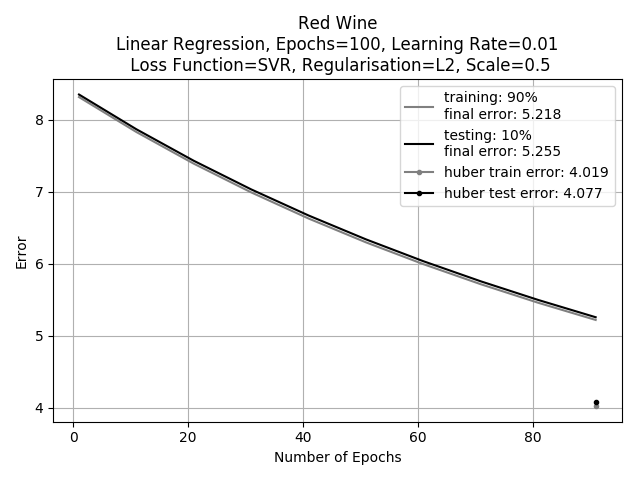 Red Wine
Linear Regression, Epochs=100, Learning Rate=0.01
Loss Function=SVR, Regularisation=L2, Scale=0.5
training: 90%
final error: 5.218
testing: 10%
final error: 5.255
huber train error: 4.019
huber test error: 4.077
Error
8
7
6
5
4
0 20 40 60 80
Number of Epochs